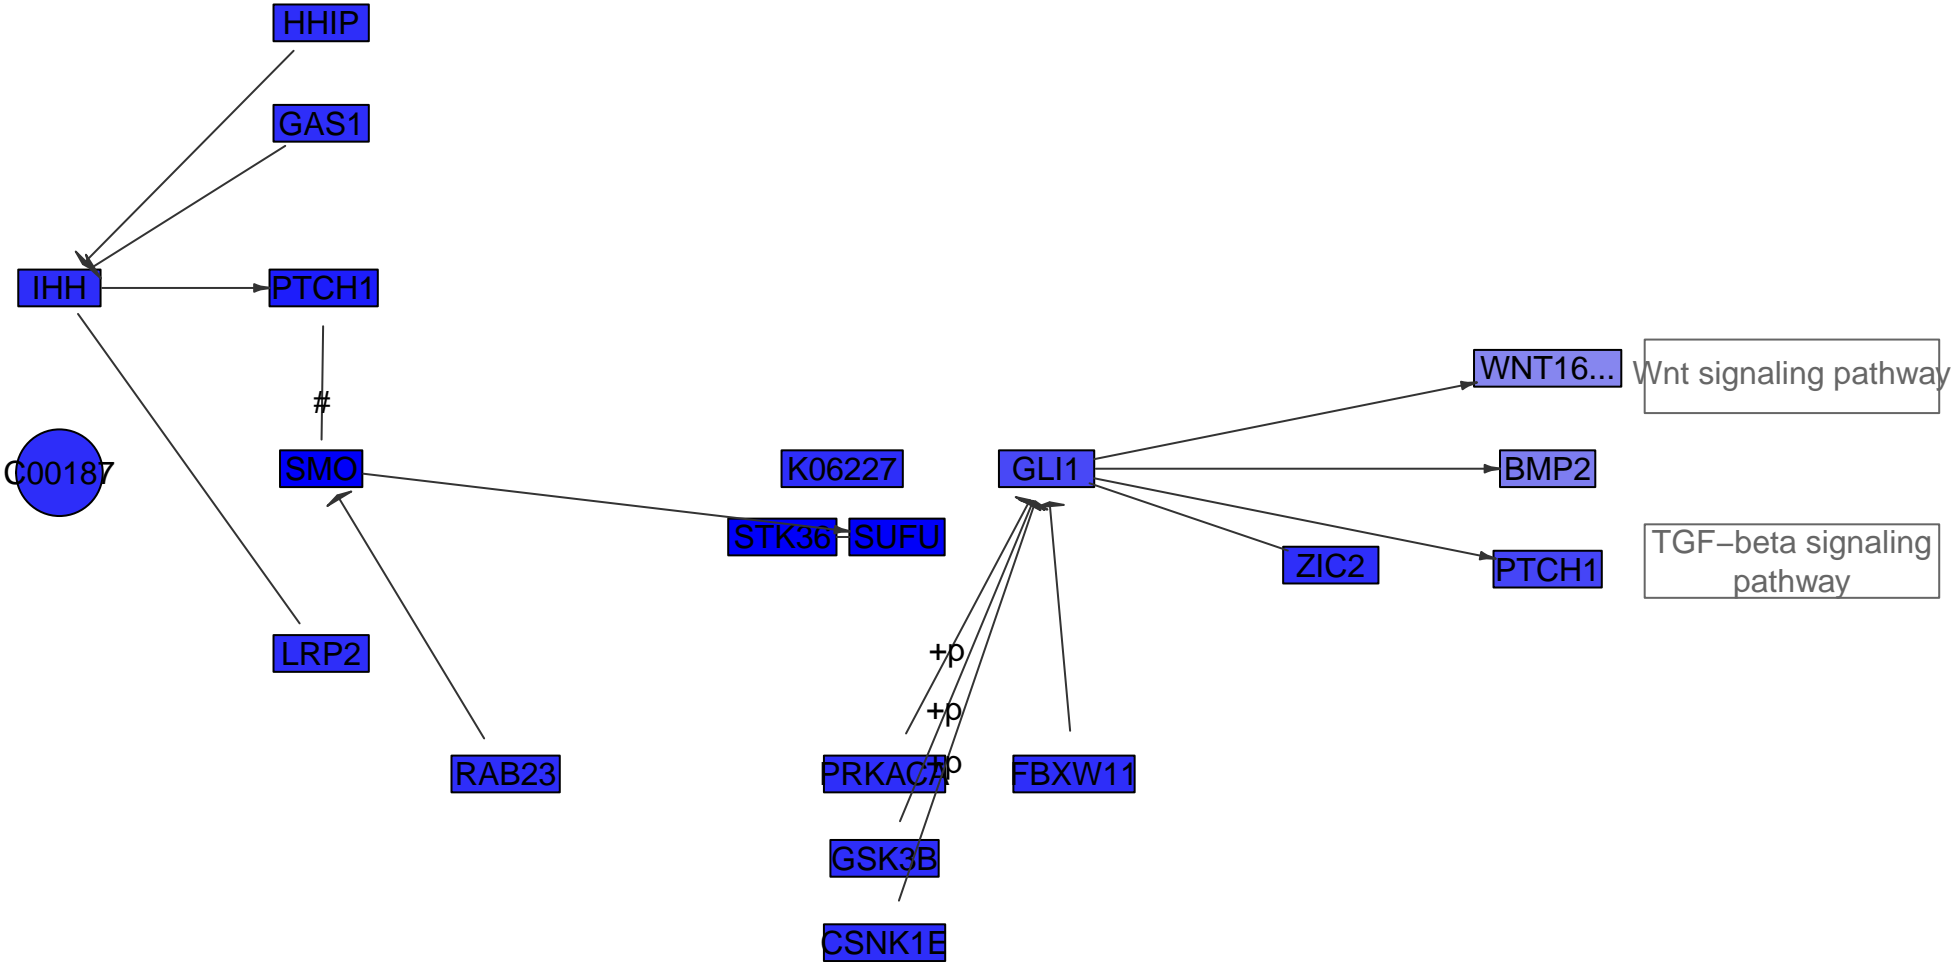 HHIP
GAS1
IHH
PTCH1
WNT16...
Wnt signaling pathway
#
C00187
SMO
K06227
GLI1
BMP2
STK36
SUFU
ZIC2
PTCH1
TGF−beta signaling
pathway
LRP2
+p
+p
+p
RAB23
PRKACA
FBXW11
GSK3B
CSNK1E